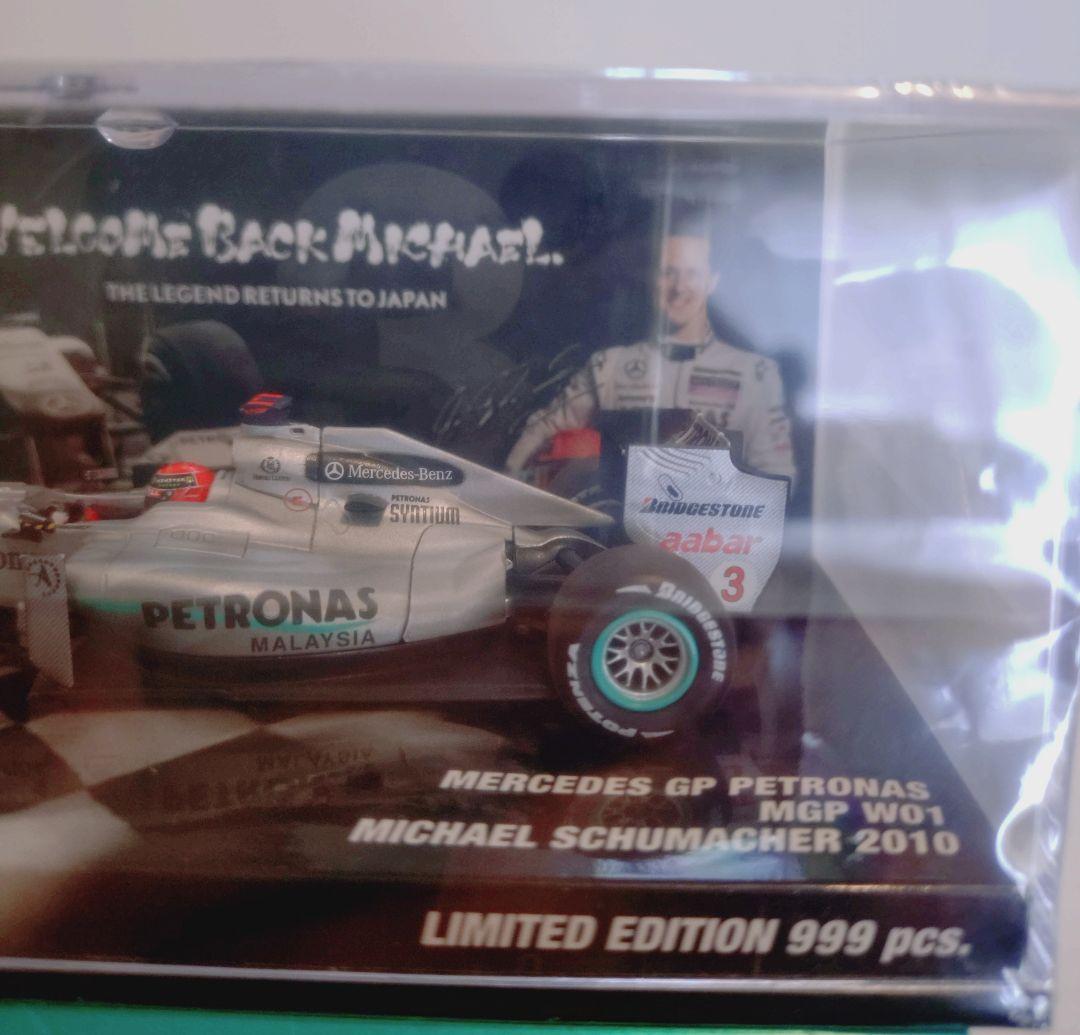 WELCOME BACK MICHAEL.
THE LEGEND RETURNS TO JAPAN
Mercedes-Benz
PETRONAS
SYNTIUM
BRIDGESTONE
aabar
3
PETRONAS
MALAYSIA
BRIDGESTONE
POTENZA
MERCEDES GP PETRONAS
MGP W01
MICHAEL SCHUMACHER 2010
LIMITED EDITION 999 pcs.